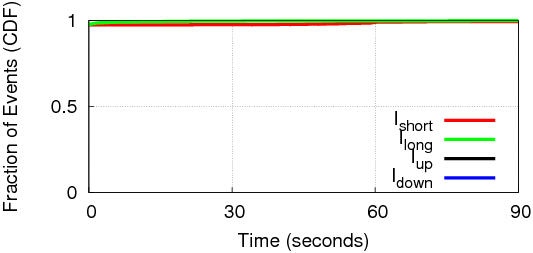 Fraction of Events (CDF)
1
0.5
0
I_short
I_long
I_up
I_down
0 30 60 90
Time (seconds)